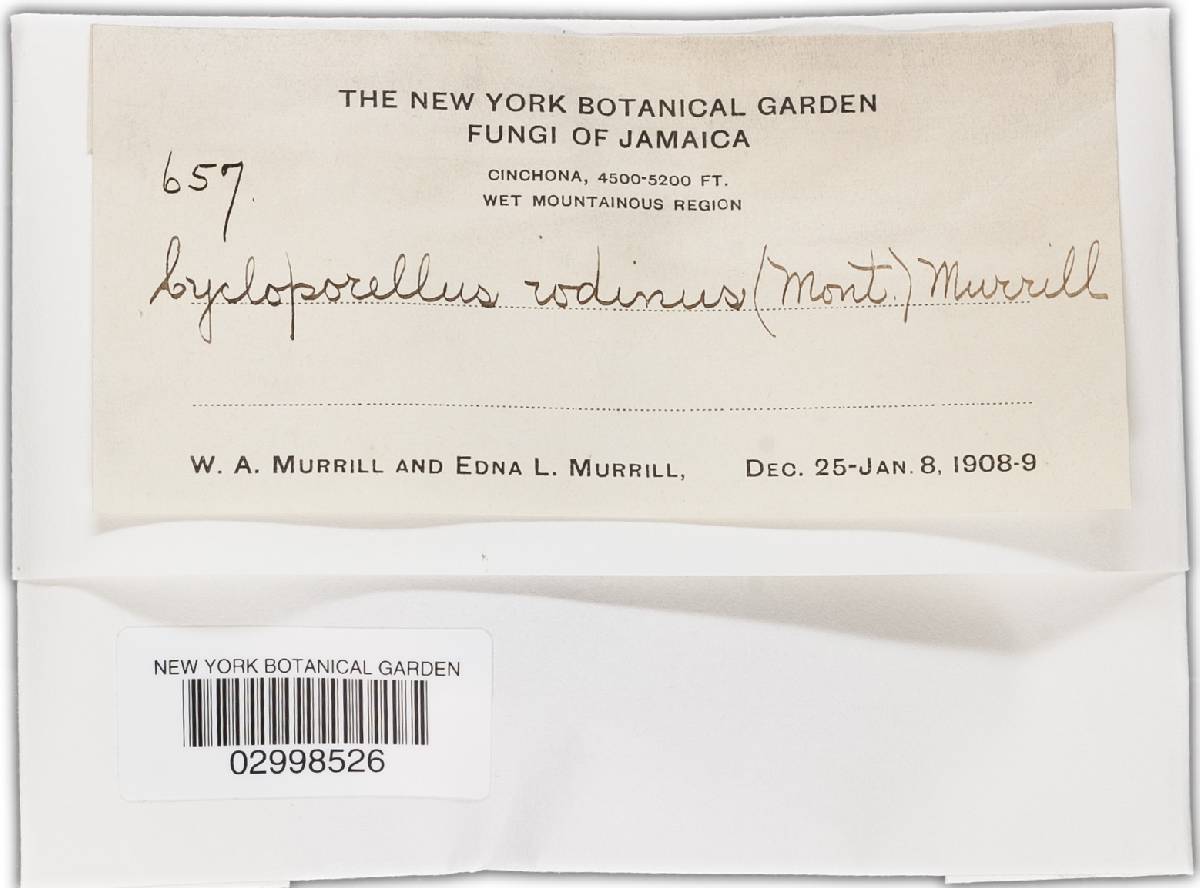 THE NEW YORK BOTANICAL GARDEN
FUNGI OF JAMAICA
CINCHONA, 4500-5200 FT.
WET MOUNTAINOUS REGION
657.
Cycloporellus iodinus (Mont.) Murrill
W. A. MURRILL AND EDNA L. MURRILL, DEC. 25-JAN. 8, 1908-9
NEW YORK BOTANICAL GARDEN
02998526